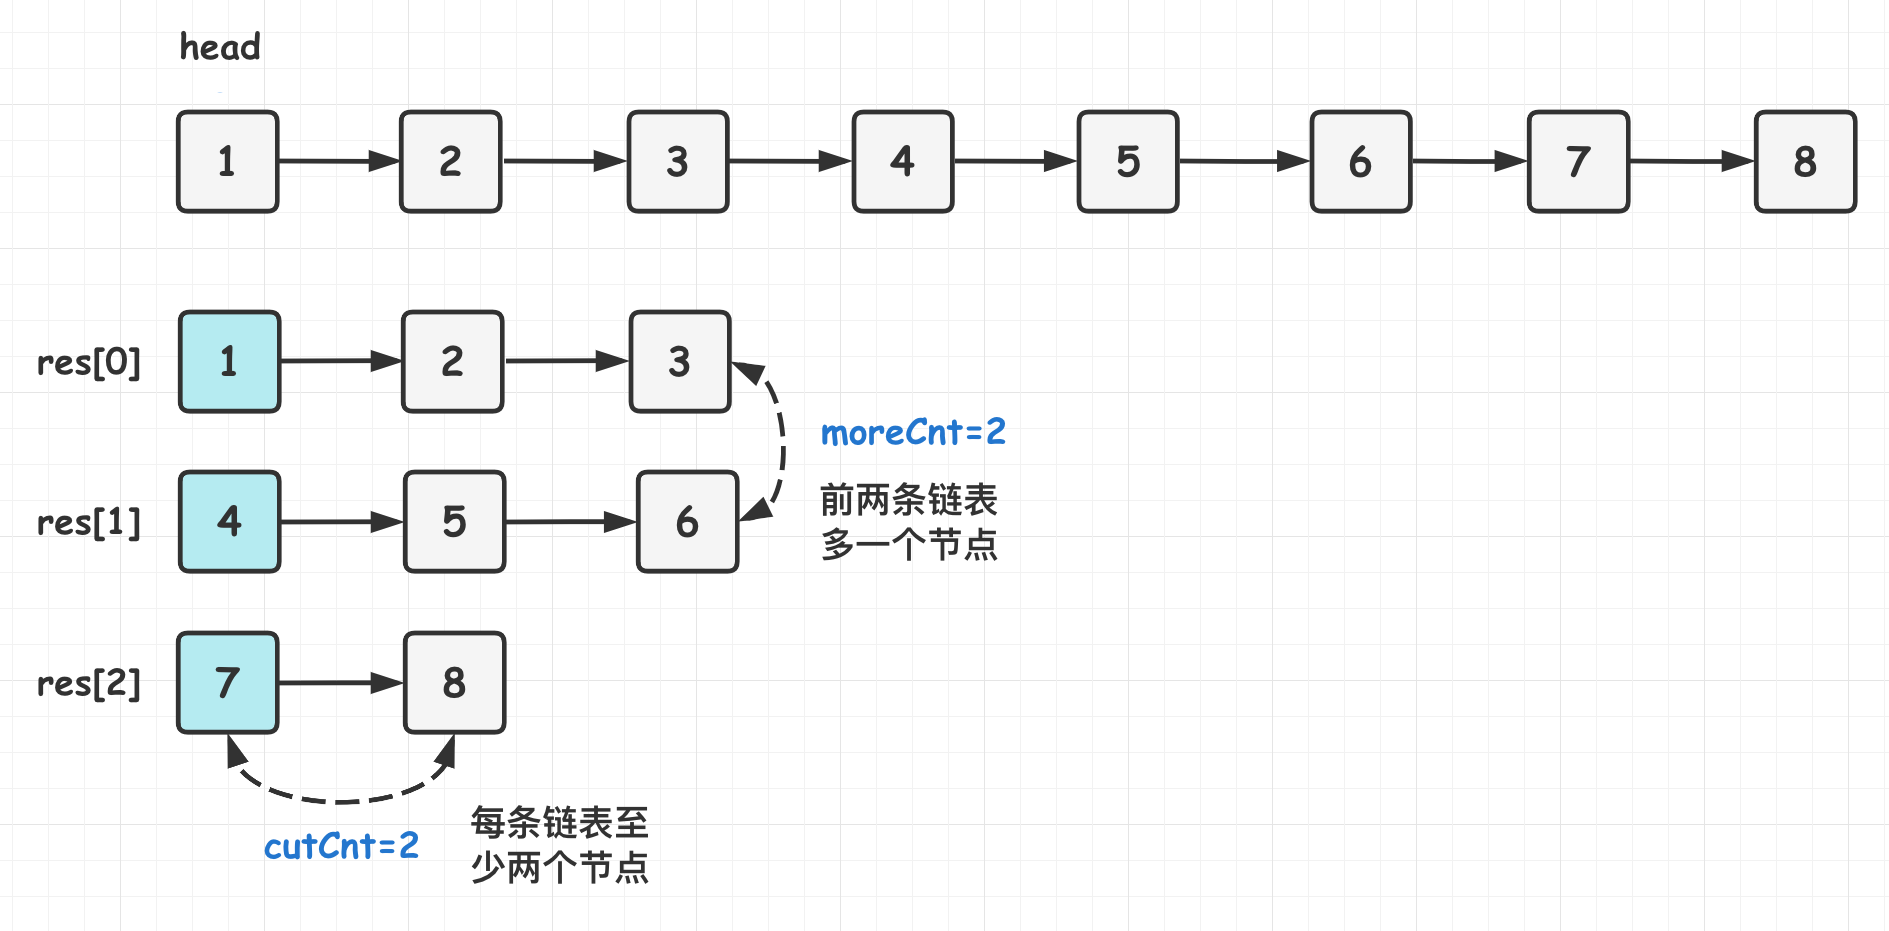 head
1 2 3 4 5 6 7 8
res[0] 1 2 3
moreCnt=2
前两条链表
多一个节点
res[1] 4 5 6
res[2] 7 8
cutCnt=2
每条链表至
少两个节点